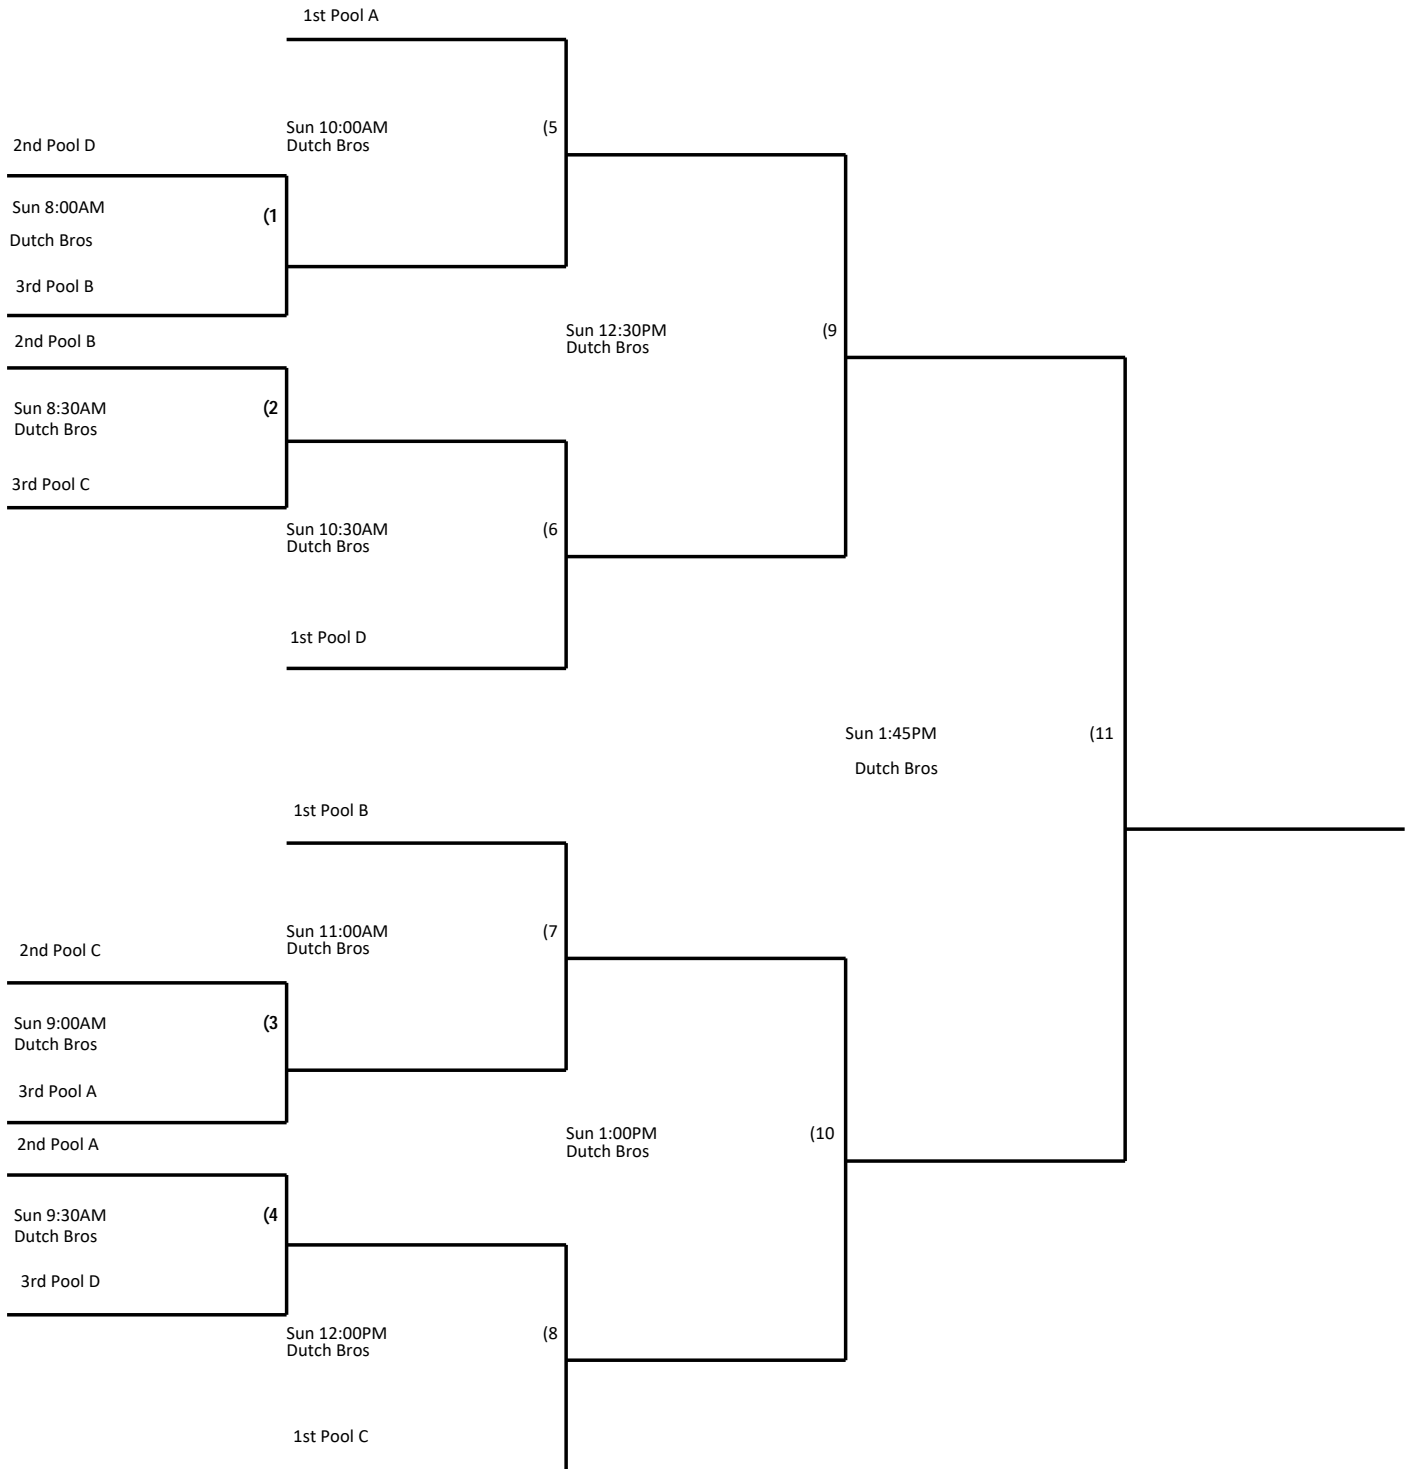 1st Pool A
Sun 10:00AM
(5
Dutch Bros
2nd Pool D
Sun 8:00AM
(1
Dutch Bros
3rd Pool B
2nd Pool B
Sun 12:30PM
(9
Dutch Bros
Sun 8:30AM
(2
Dutch Bros
3rd Pool C
Sun 10:30AM
(6
Dutch Bros
1st Pool D
Sun 1:45PM
(11
Dutch Bros
1st Pool B
Sun 11:00AM
(7
Dutch Bros
2nd Pool C
Sun 9:00AM
(3
Dutch Bros
3rd Pool A
2nd Pool A
Sun 1:00PM
(10
Dutch Bros
Sun 9:30AM
(4
Dutch Bros
3rd Pool D
Sun 12:00PM
(8
Dutch Bros
1st Pool C